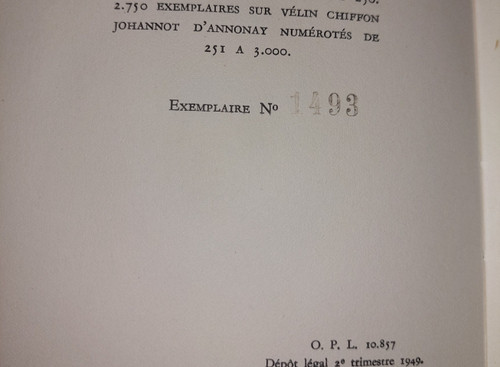 250.
2.750 EXEMPLAIRES SUR VÉLIN CHIFFON
JOHANNOT D'ANNONAY NUMÉROTÉS DE
251 A 3.000.
EXEMPLAIRE Nº 1493
O. P. L. 10.857
Dépôt légal 2e trimestre 1949.